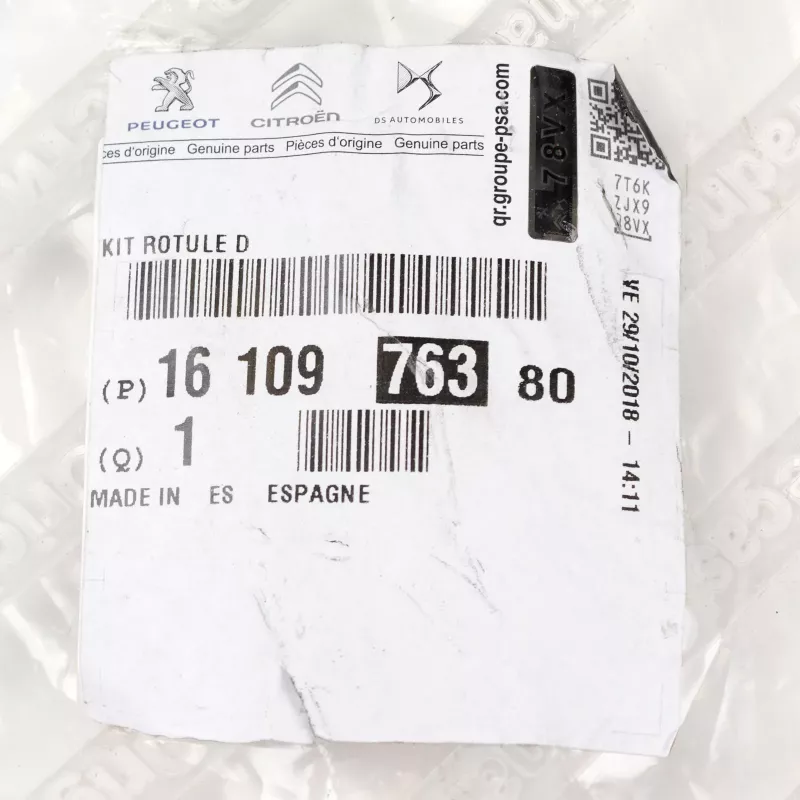 PEUGEOT
CITROËN
DS AUTOMOBILES
ces d'origine Genuine parts Pièces d'origine Genuine parts
qr.groupe-psa.com
78VX
7T6K
ZJX9
78VX
KIT ROTULE D
(P) 16 109 763 80
(Q) 1
MADE IN ES ESPAGNE
VE 29/10/2018 - 14:11